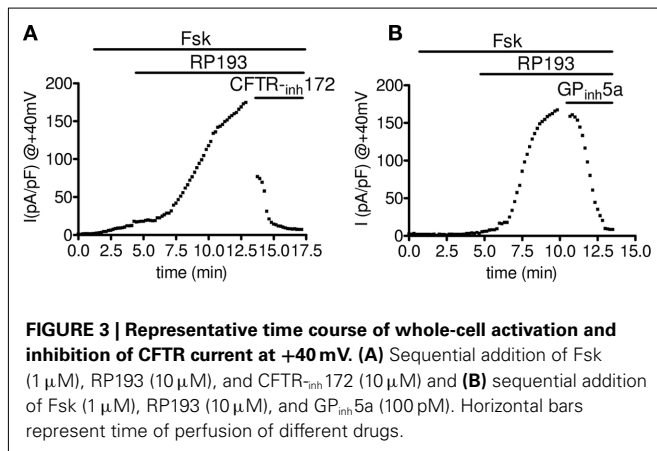 A
Fsk
RP193
CFTR-inh172
I(pA/pF) @+40mV
200
150
100
50
0
0.0 2.5 5.0 7.5 10.0 12.5 15.0 17.5
time (min)
B
Fsk
RP193
GPinh5a
I (pA/pF) @+40mV
200
150
100
50
0
0.0 2.5 5.0 7.5 10.0 12.5 15.0
time (min)
FIGURE 3 | Representative time course of whole-cell activation and
inhibition of CFTR current at +40 mV. (A) Sequential addition of Fsk
(1 μM), RP193 (10 μM), and CFTR-inh172 (10 μM) and (B) sequential addition
of Fsk (1 μM), RP193 (10 μM), and GPinh5a (100 pM). Horizontal bars
represent time of perfusion of different drugs.